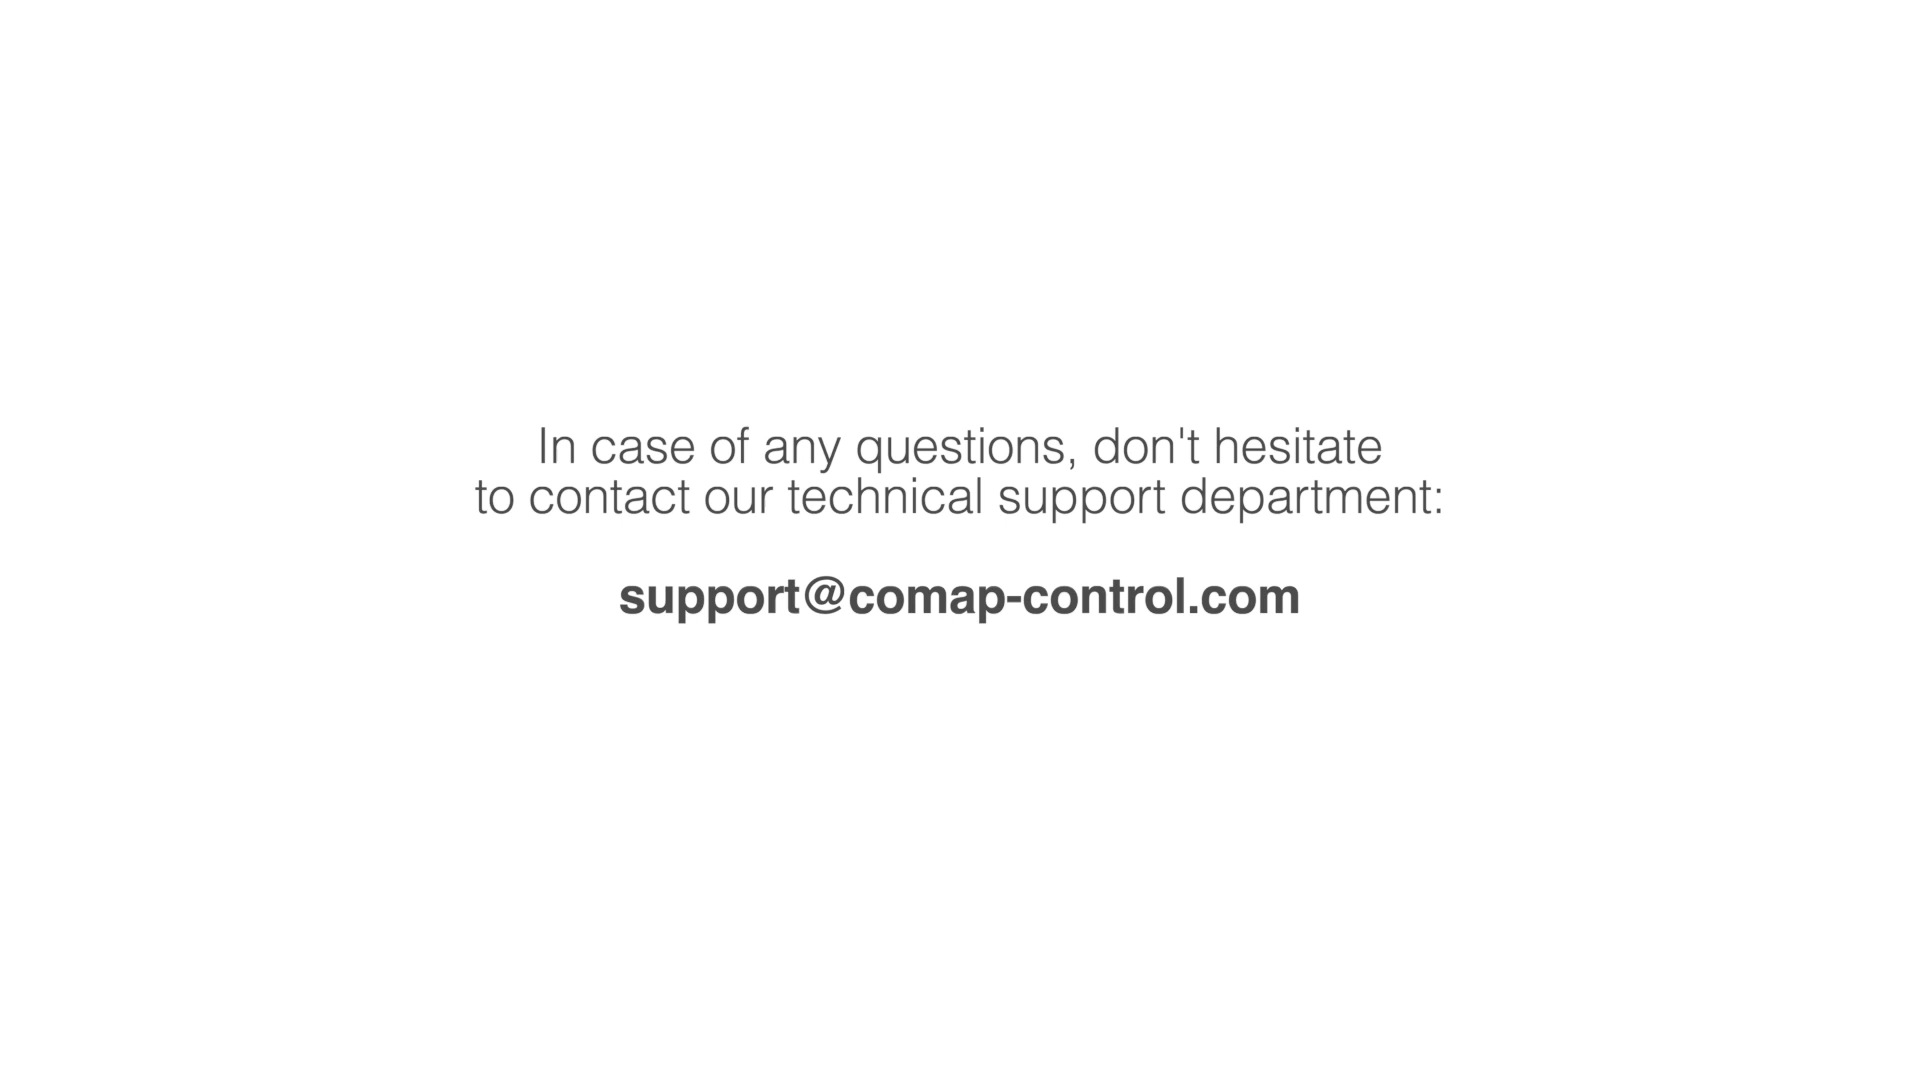 In case of any questions, don't hesitate
to contact our technical support department:
support@comap-control.com